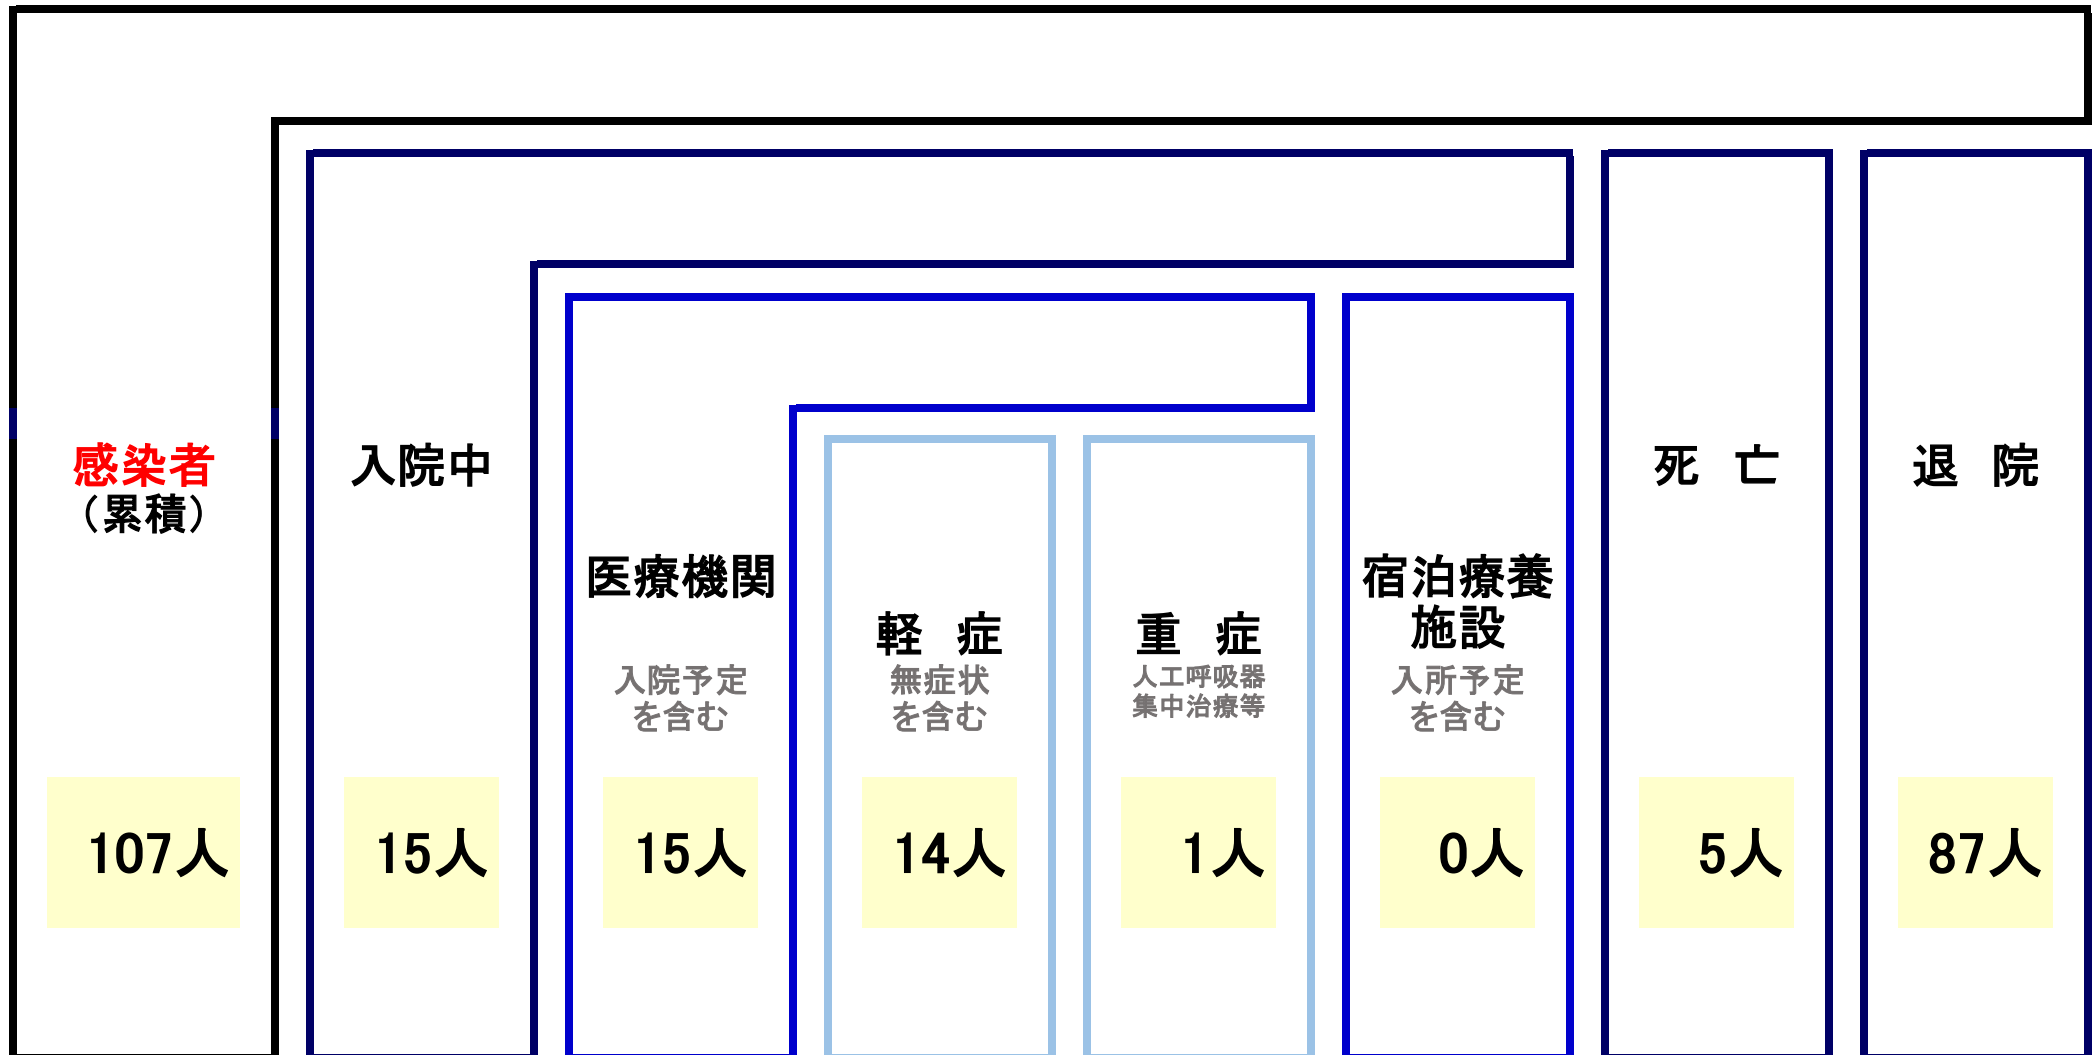 感染者
（累積）
107人
入院中
15人
医療機関
入院予定
を含む
15人
軽　症
無症状
を含む
14人
重　症
人工呼吸器
集中治療等
1人
宿泊療養
施設
入所予定
を含む
0人
死　亡
5人
退　院
87人